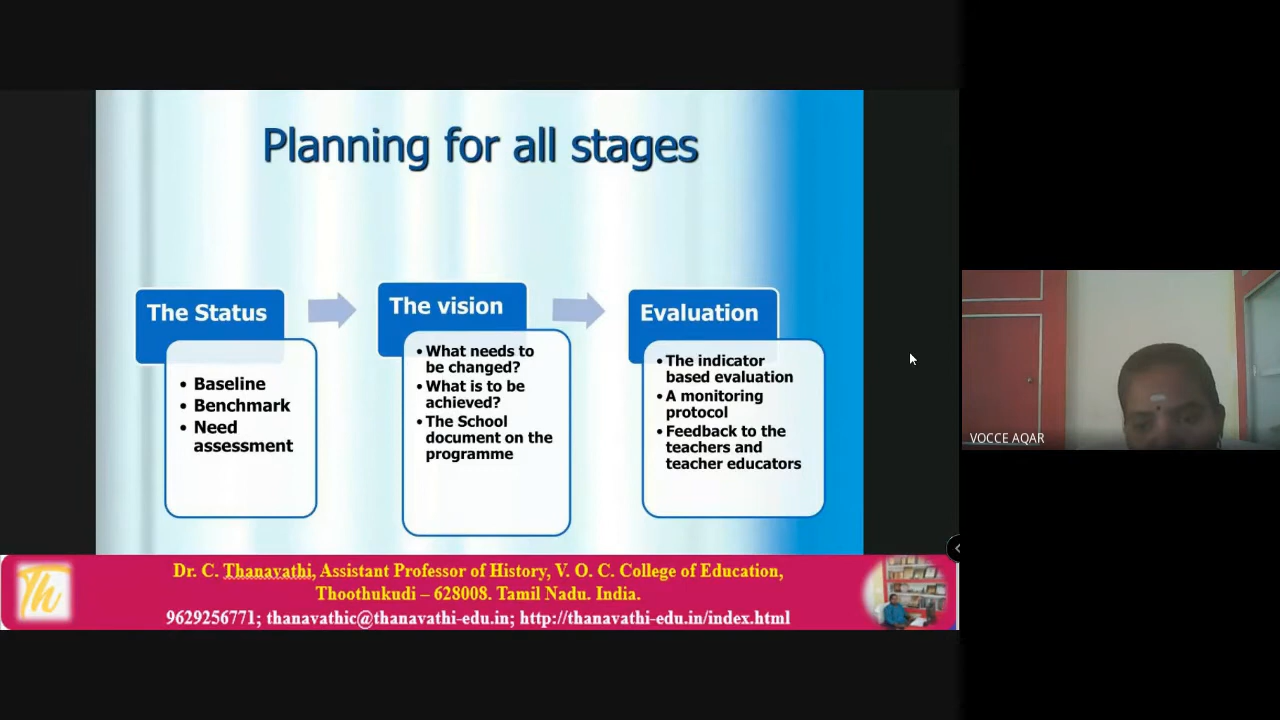 Planning for all stages
The Status
• Baseline
• Benchmark
• Need
assessment
The vision
• What needs to
be changed?
• What is to be
achieved?
• The School
document on the
programme
Evaluation
• The indicator
based evaluation
• A monitoring
protocol
• Feedback to the
teachers and
teacher educators
VOCCE AQAR
Th
Dr. C. Thanavathi, Assistant Professor of History, V. O. C. College of Education,
Thoothukudi – 628008. Tamil Nadu. India.
9629256771; thanavathic@thanavathi-edu.in; http://thanavathi-edu.in/index.html